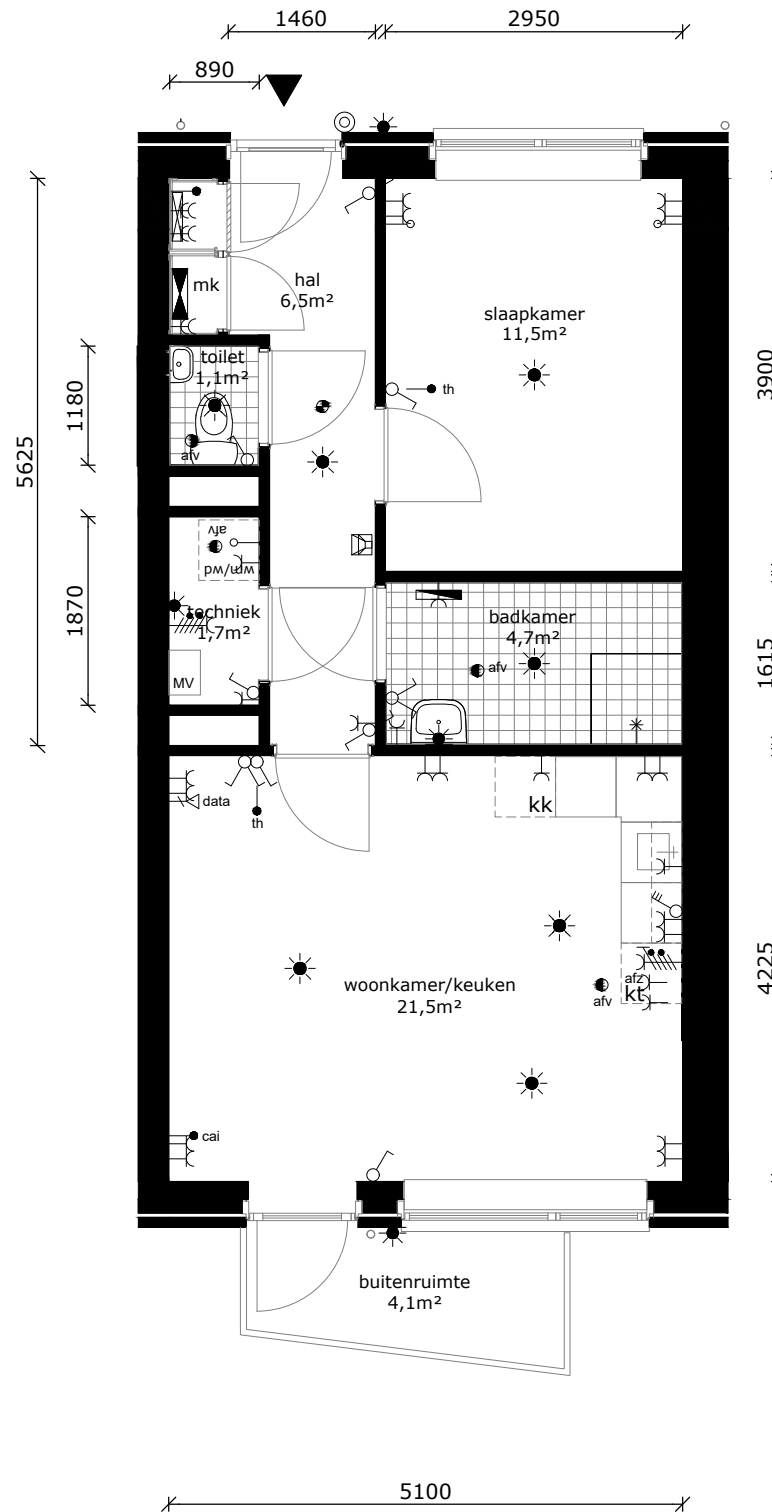 1460
2950
890
hal
6,5m²
mk
slaapkamer
11,5m²
toilet
1,1m²
th
3900
1180
5625
afv
afv
wm/wd
techniek
1,7m²
badkamer
4,7m²
afv
1870
1615
MV
data
th
kk
woonkamer/keuken
21,5m²
afz
kt
afv
4225
cai
buitenruimte
4,1m²
5100